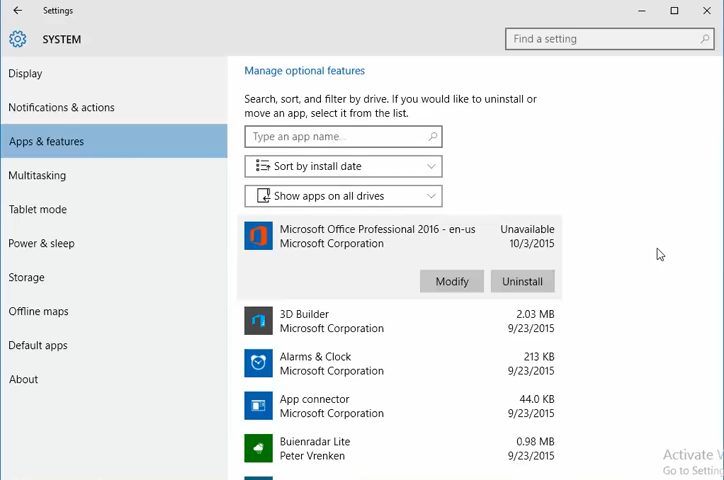 Settings
SYSTEM
Find a setting
Display
Notifications & actions
Apps & features
Multitasking
Tablet mode
Power & sleep
Storage
Offline maps
Default apps
About
Manage optional features
Search, sort, and filter by drive. If you would like to uninstall or
move an app, select it from the list.
Type an app name...
Sort by install date
Show apps on all drives
Microsoft Office Professional 2016 - en-us Unavailable
Microsoft Corporation 10/3/2015
Modify Uninstall
3D Builder 2.03 MB
Microsoft Corporation 9/23/2015
Alarms & Clock 213 KB
Microsoft Corporation 9/23/2015
App connector 44.0 KB
Microsoft Corporation 9/23/2015
Buienradar Lite 0.98 MB
Peter Vrenken 9/23/2015
Activate
Go to